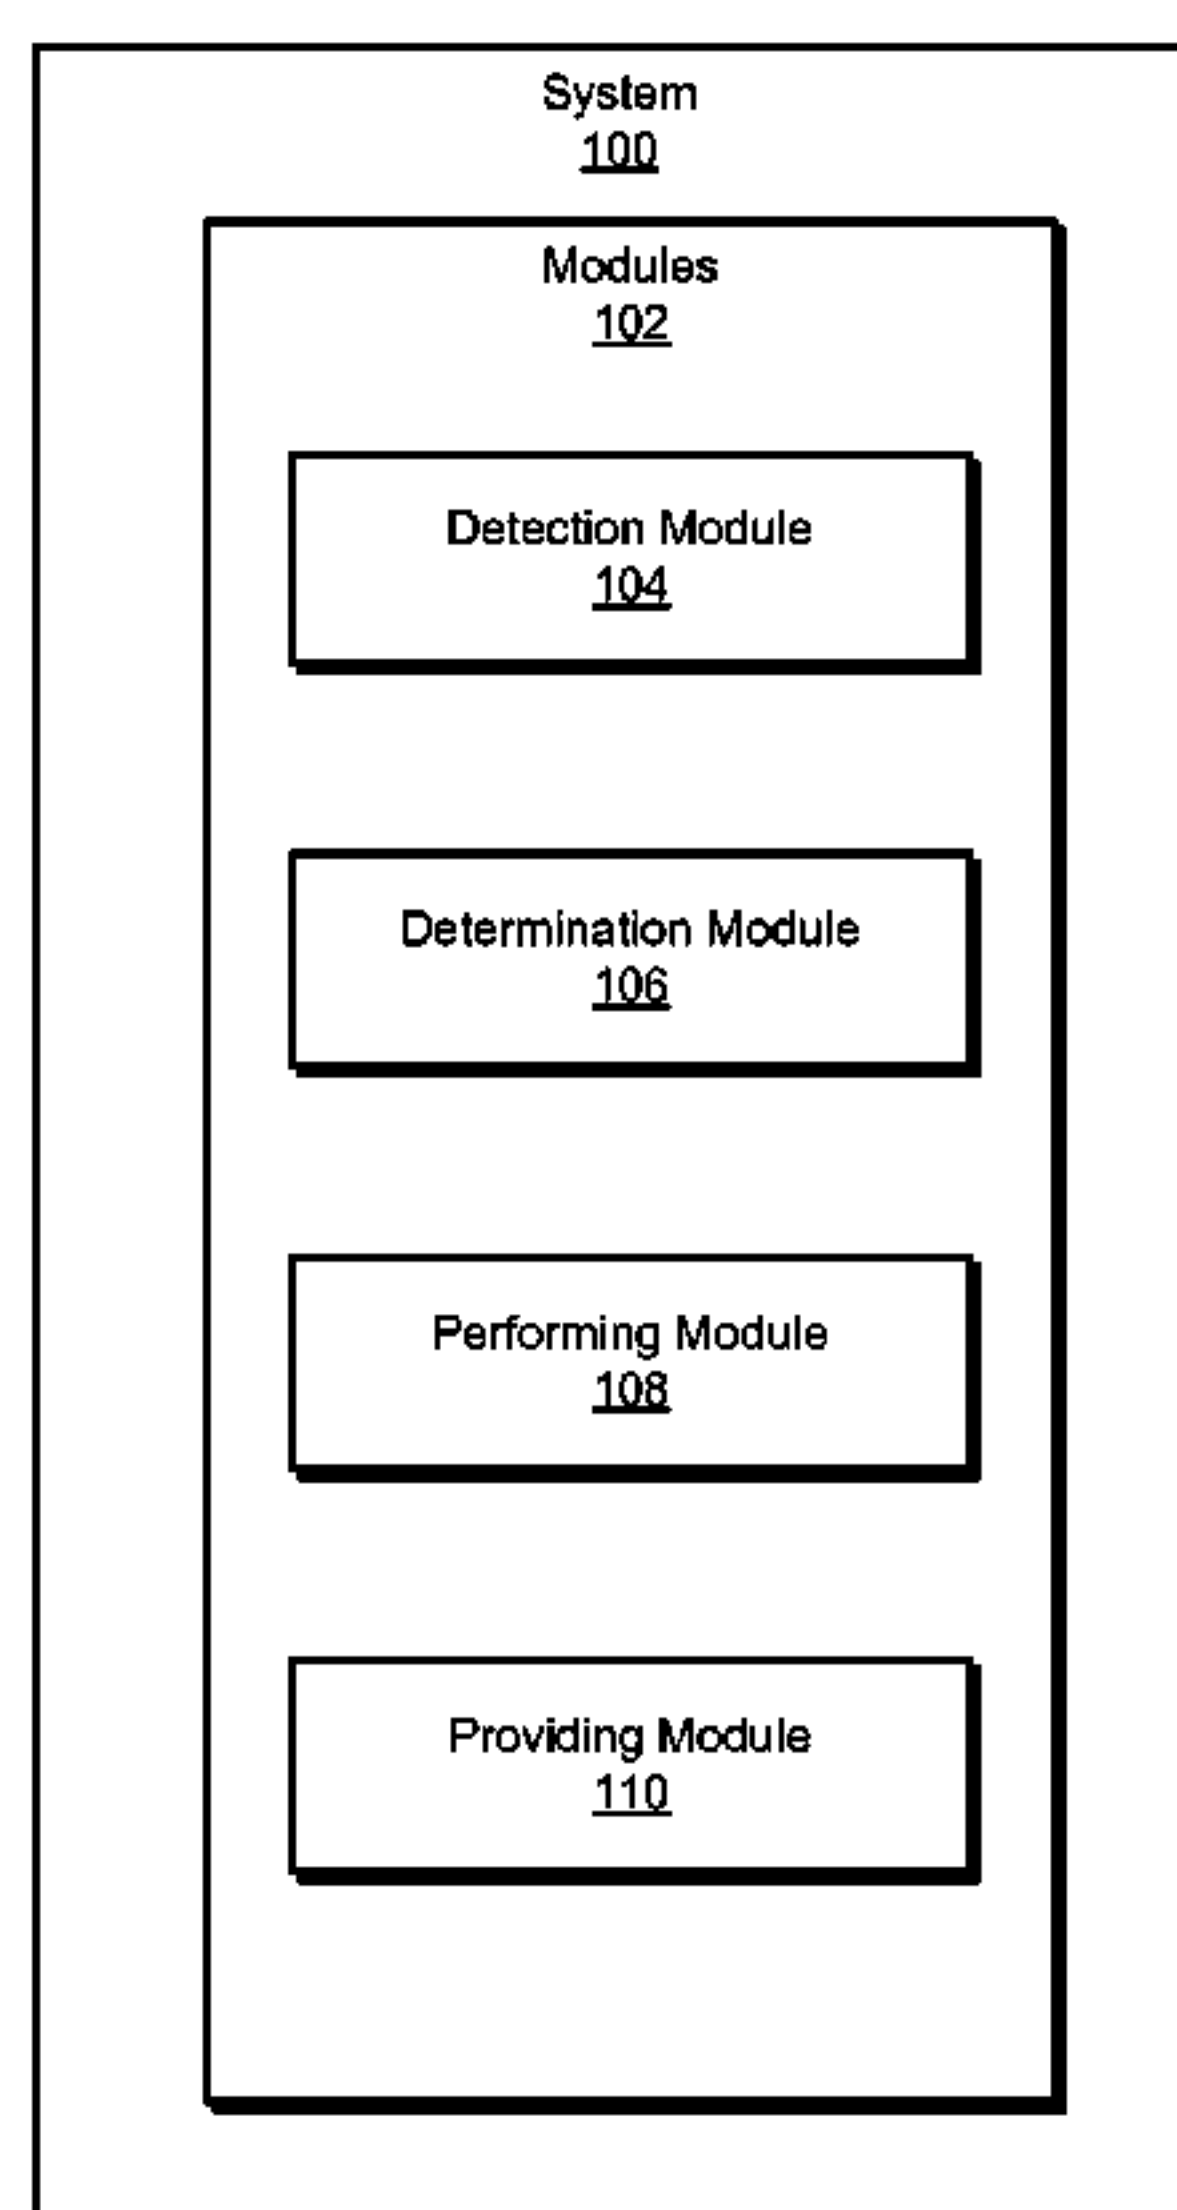 System
100
Modules
102
Detection Module
104
Determination Module
106
Performing Module
108
Providing Module
110